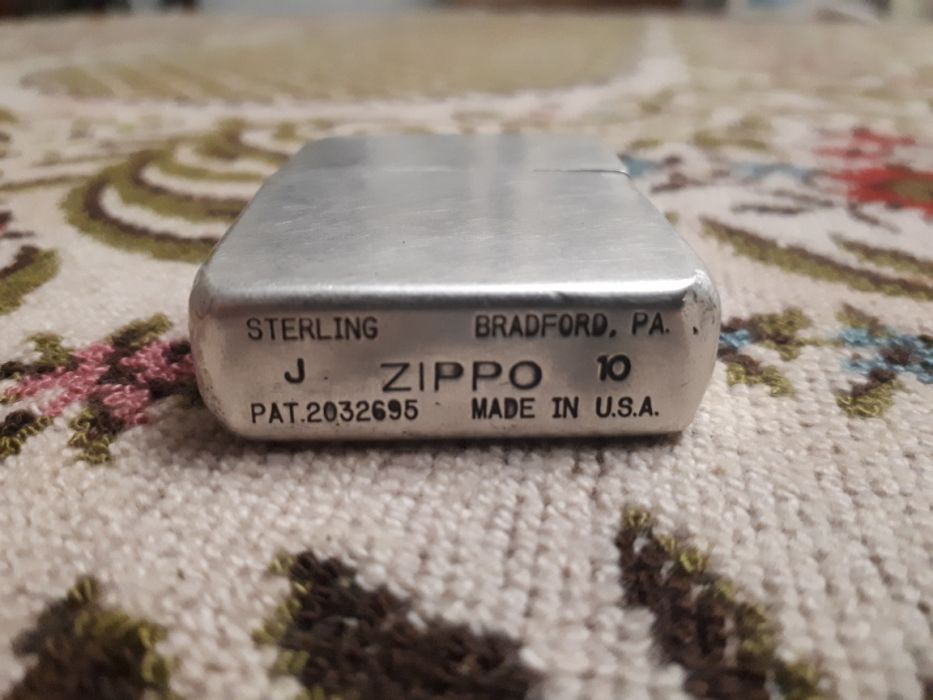 STERLING BRADFORD, PA.
J ZIPPO 10
PAT.2032695 MADE IN U.S.A.